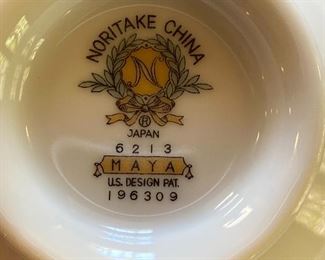 NORITAKE CHINA
N
®
JAPAN
6213
MAYA
U.S. DESIGN PAT.
196309